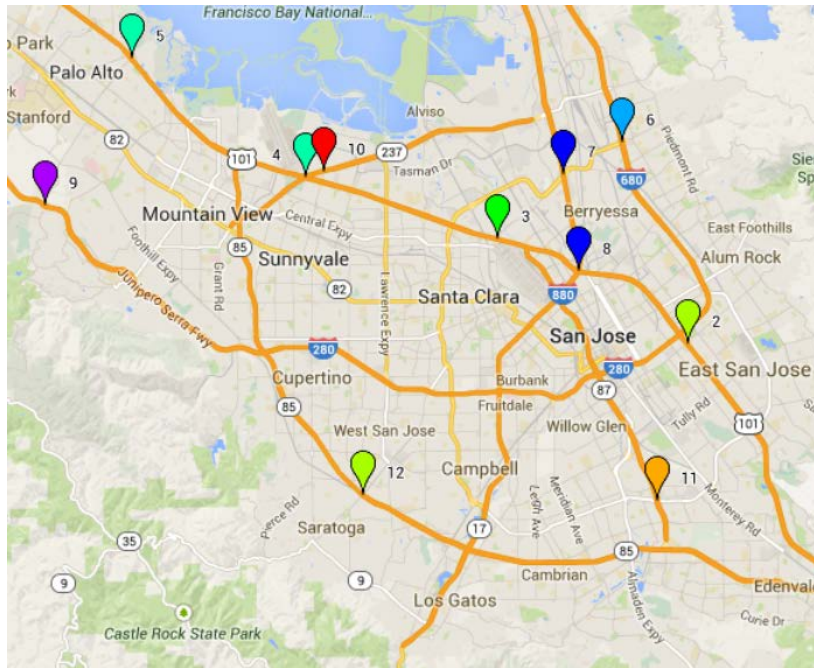 Francisco Bay National...
Park
5
Palo Alto
Stanford
82
Alviso
6
Piedmont Rd
101
4
10
237
Tasman Dr
7
680
9
Mountain View
Central Expy
3
Berryessa
East Foothills
Foothill Expy
85
Sunnyvale
8
Alum Rock
Grant Rd
Lawrence Expy
82
Santa Clara
880
Junipero Serra Fwy
San Jose
2
280
280
East San Jose
Cupertino
Burbank
87
85
Fruitdale
Tully Rd
101
West San Jose
Willow Glen
12
Campbell
11
Pierce Rd
Leigh Ave
Meridian Ave
Monterey Rd
Saratoga
17
35
85
9
9
Cambrian
Edenvale
Los Gatos
Almaden Expy
Curie Dr
Castle Rock State Park